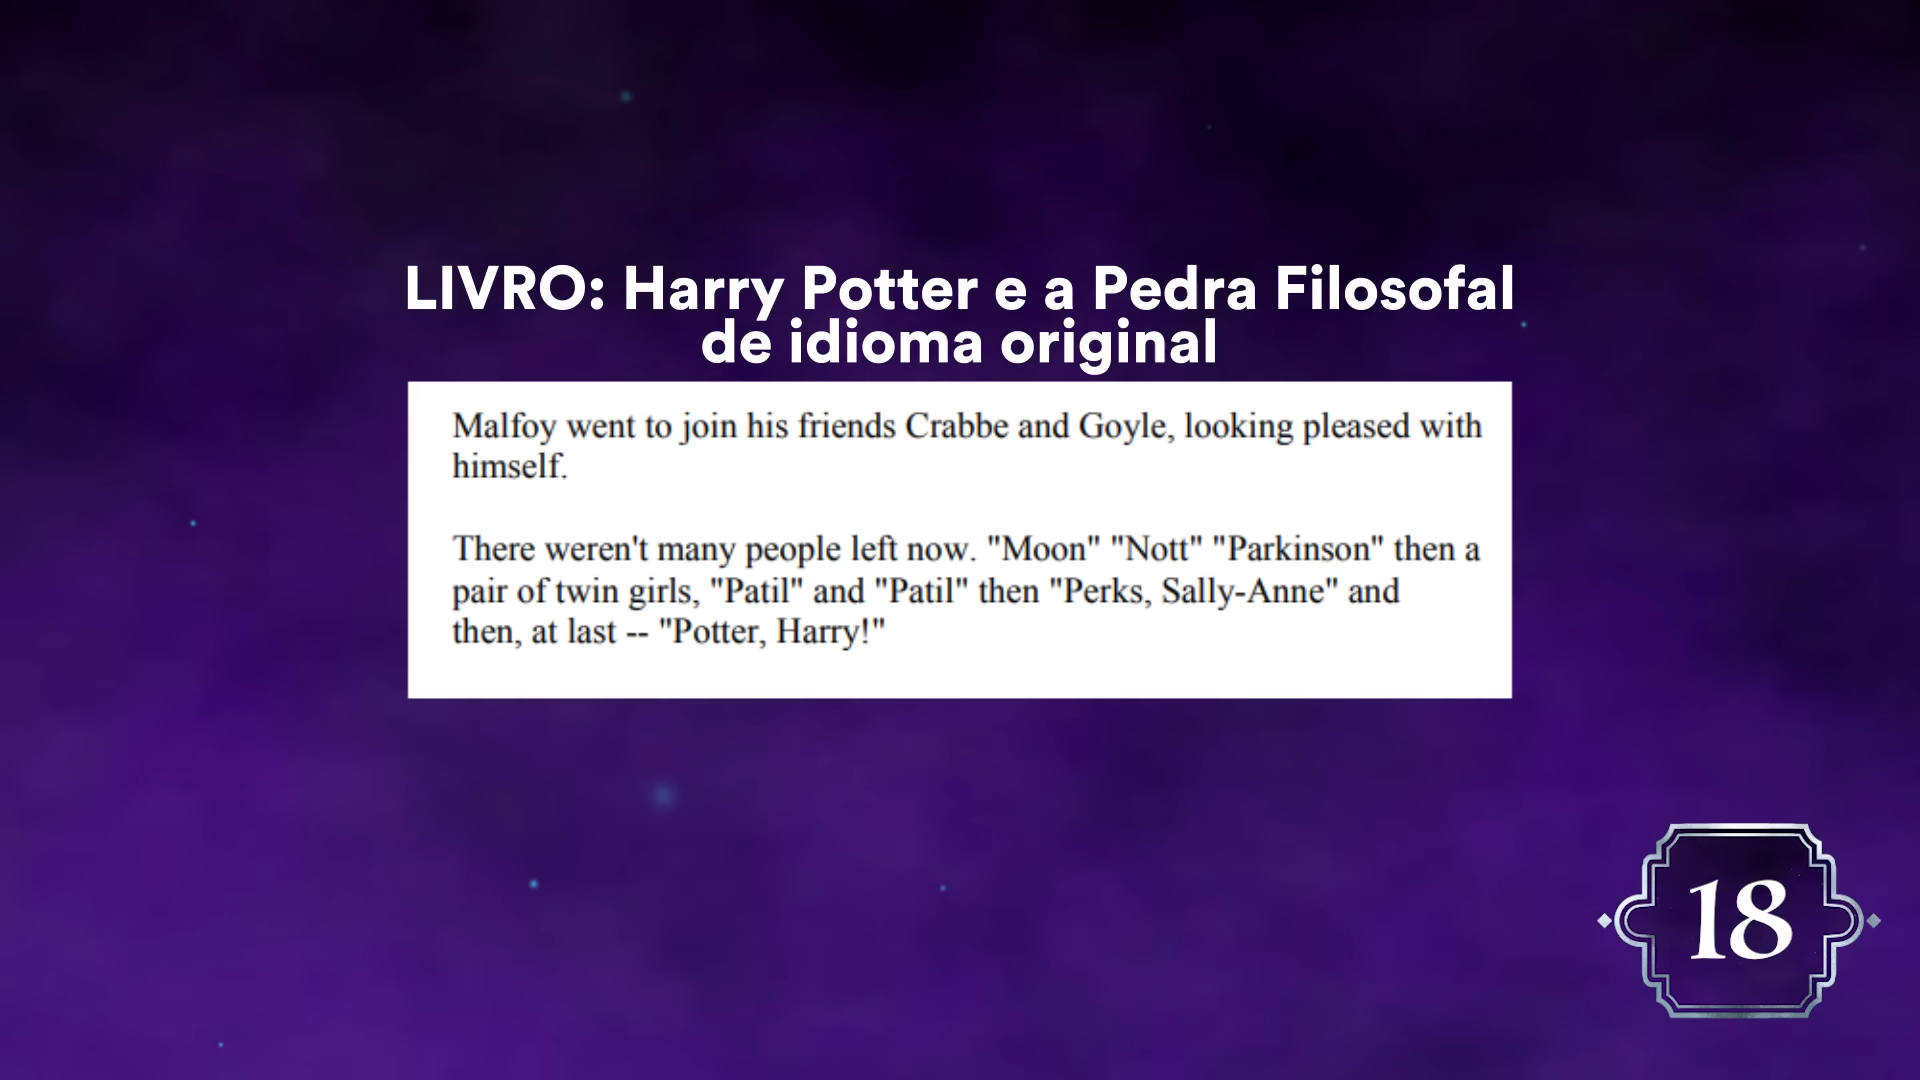 LIVRO: Harry Potter e a Pedra Filosofal
de idioma original
Malfoy went to join his friends Crabbe and Goyle, looking pleased with
himself.
There weren't many people left now. "Moon" "Nott" "Parkinson" then a
pair of twin girls, "Patil" and "Patil" then "Perks, Sally-Anne" and
then, at last -- "Potter, Harry!"
18